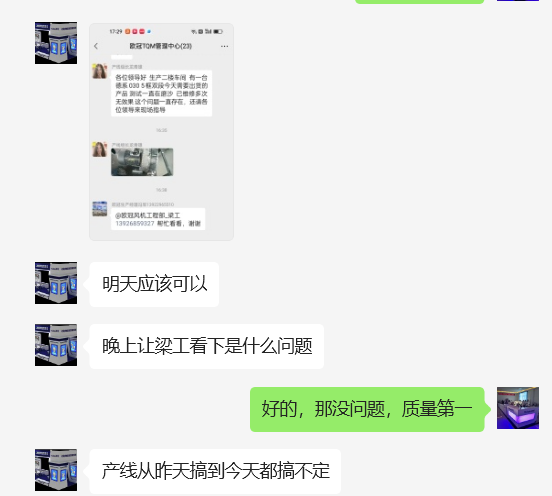 17:29
欧冠TQM管理中心(23)
各位领导好 生产二楼车间 有一台
德系030 5框双段今天需要出货的
产品 测试一直在磨沙 已维修多次
无效果 这个问题一直存在，还请各
位领导来现场指导
16:35
16:38
@欧冠风机工程部_梁工
13926859327 帮忙看看，谢谢
明天应该可以
晚上让梁工看下是什么问题
好的，那没问题，质量第一
产线从昨天搞到今天都搞不定